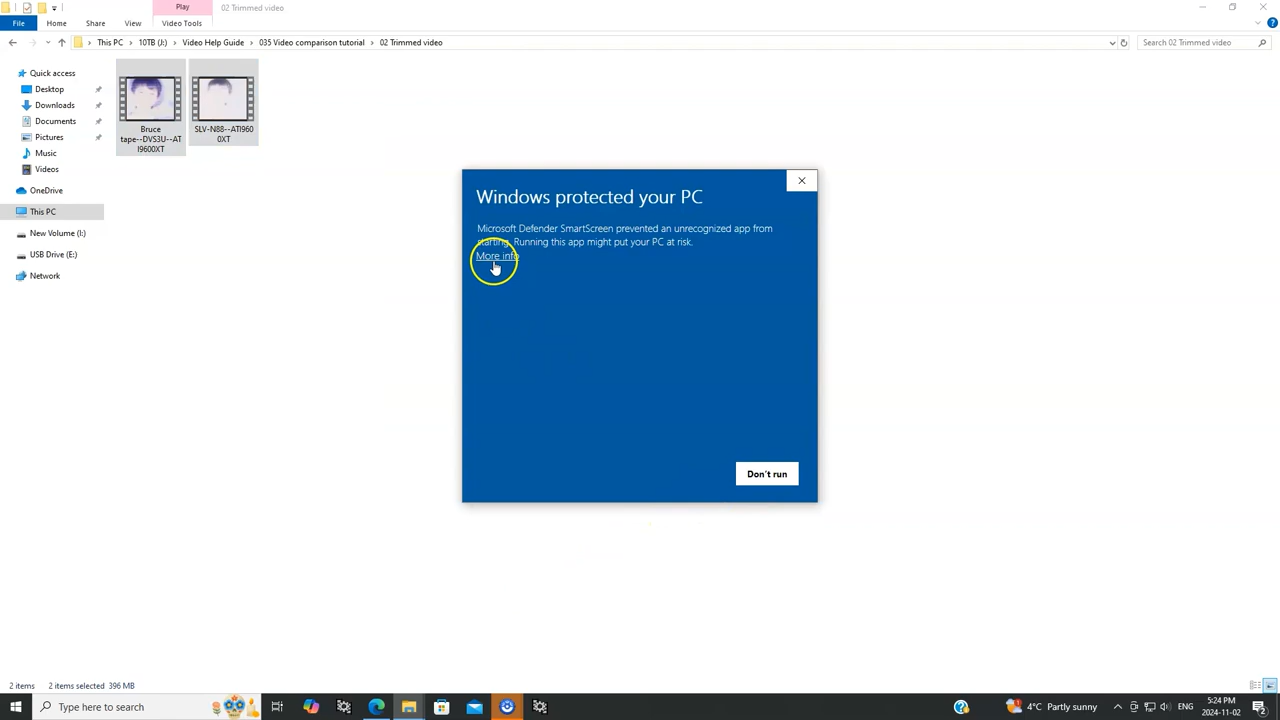 Play
02 Trimmed video
File
Home
Share
View
Video Tools
This PC
10TB (J:)
Video Help Guide
035 Video comparison tutorial
02 Trimmed video
Search 02 Trimmed video
Quick access
Desktop
Downloads
Documents
Pictures
Music
Videos
OneDrive
This PC
New Volume (I:)
USB Drive (E:)
Network
Bruce
tape--DVS3U--AT
I9600XT
SLV-N88--ATI960
0XT
Windows protected your PC
Microsoft Defender SmartScreen prevented an unrecognized app from
starting. Running this app might put your PC at risk.
More info
Don't run
2 items
2 items selected 396 MB
Type here to search
4°C Partly sunny
ENG
5:24 PM
2024-11-02
2